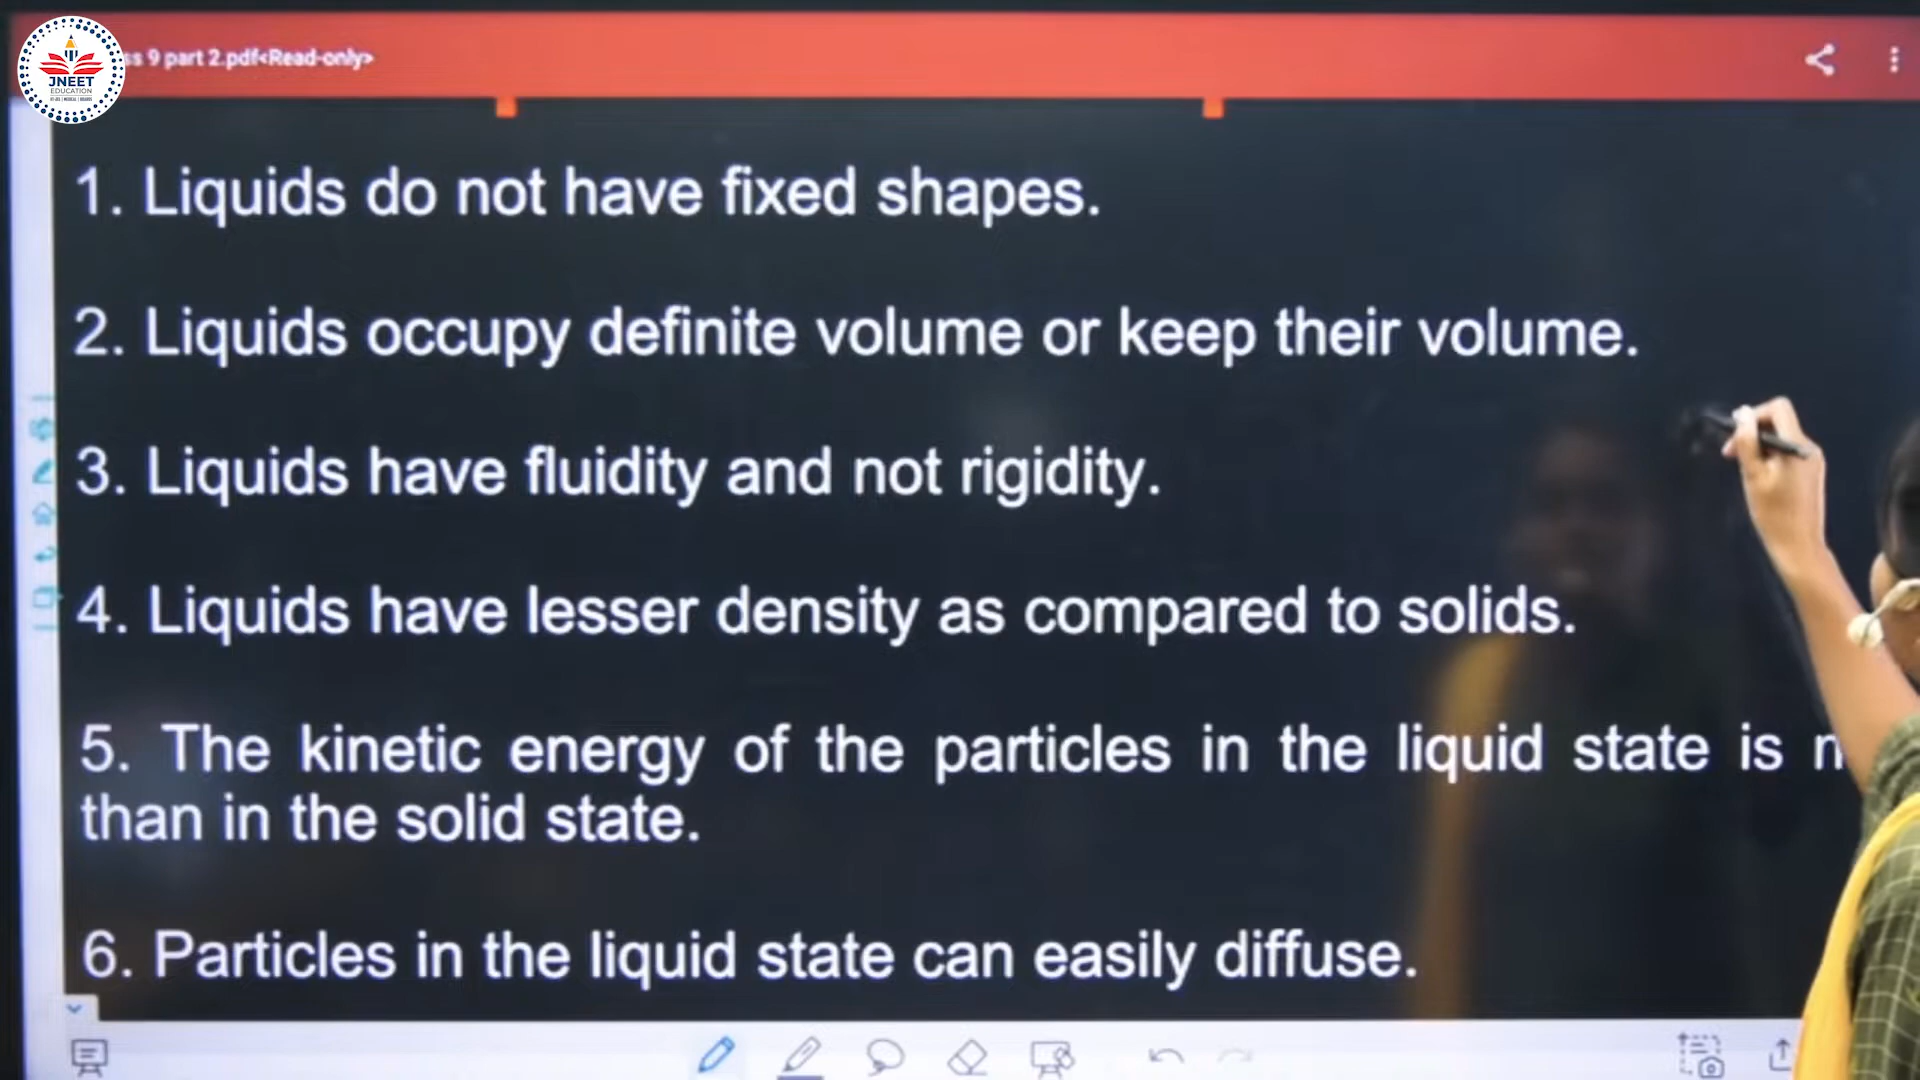 ss 9 part 2.pdf<Read-only>
JNEET
EDUCATION
1. Liquids do not have fixed shapes.
2. Liquids occupy definite volume or keep their volume.
3. Liquids have fluidity and not rigidity.
4. Liquids have lesser density as compared to solids.
5. The kinetic energy of the particles in the liquid state is
than in the solid state.
6. Particles in the liquid state can easily diffuse.